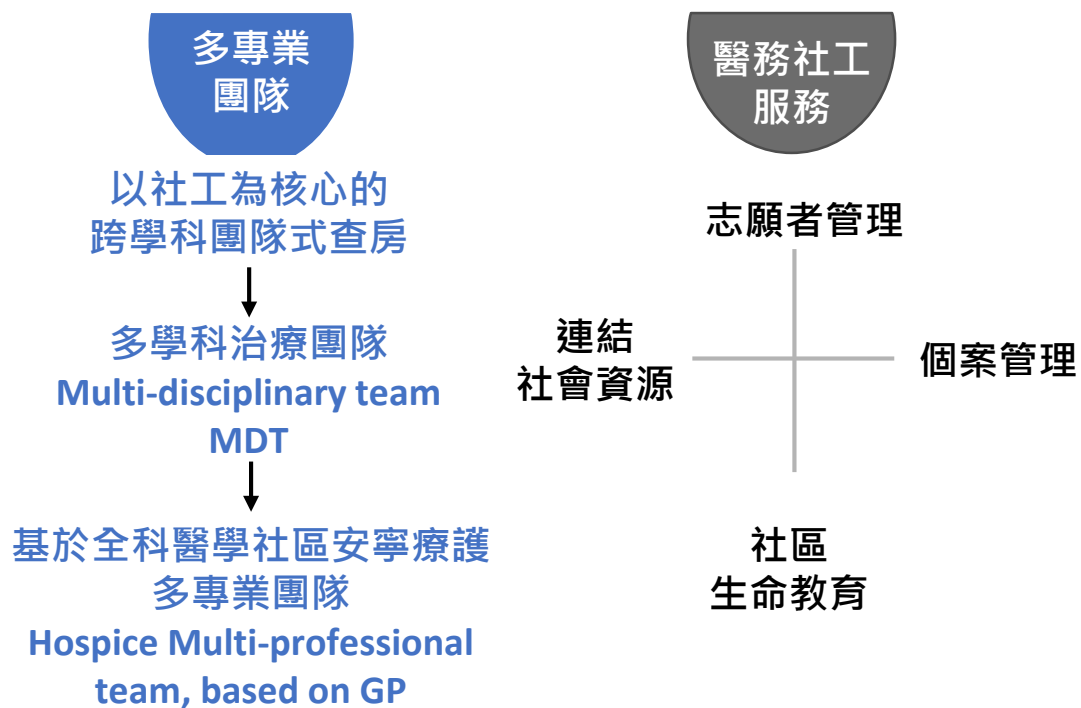 多專業
團隊
以社工為核心的
跨學科團隊式查房
多學科治療團隊
Multi-disciplinary team
MDT
基於全科醫學社區安寧療護
多專業團隊
Hospice Multi-professional
team, based on GP
醫務社工
服務
志願者管理
連結
社會資源
個案管理
社區
生命教育